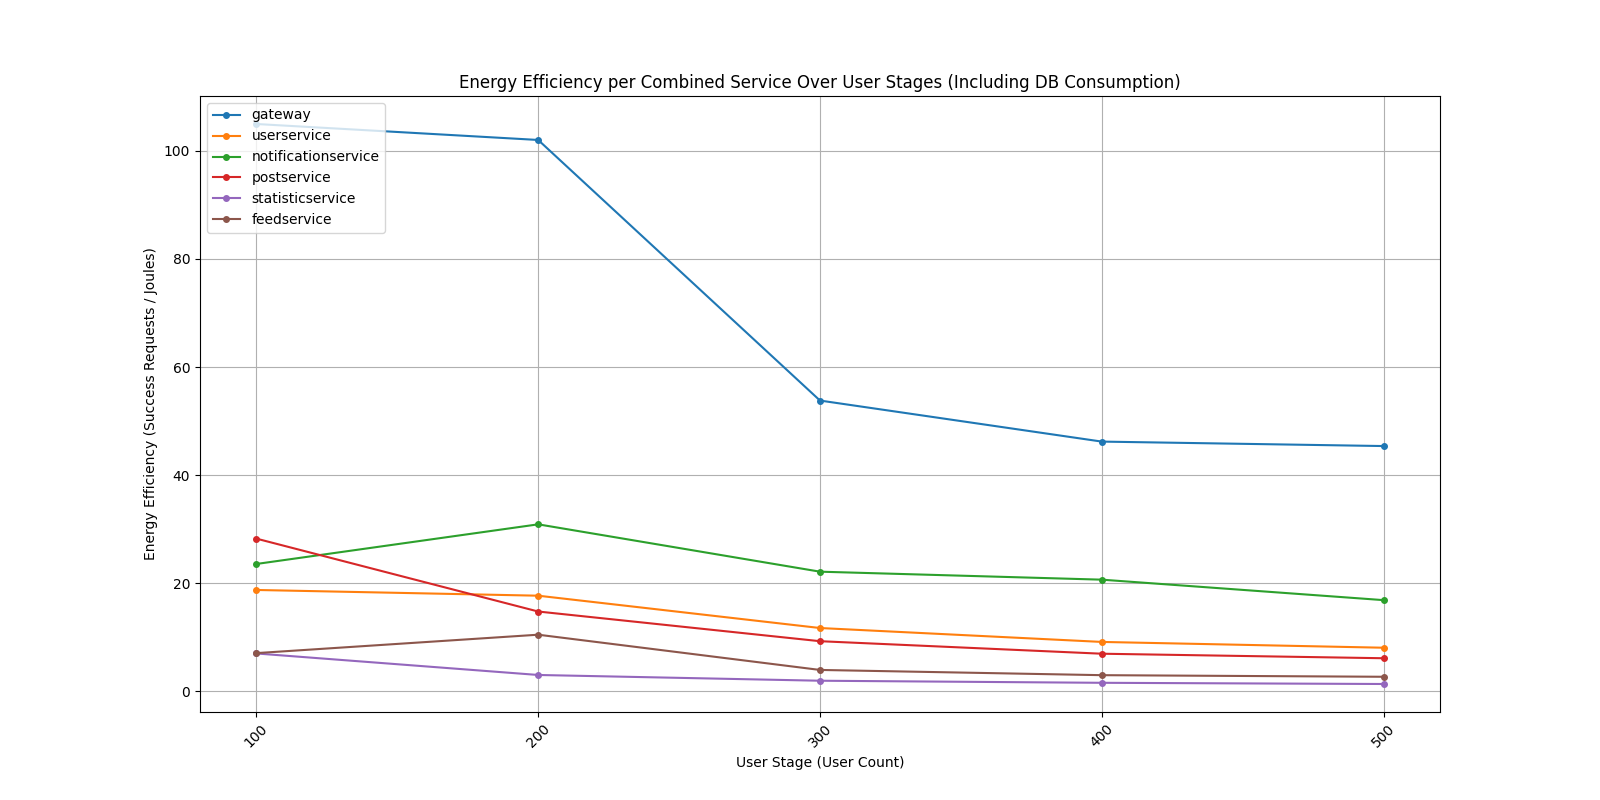 Energy Efficiency per Combined Service Over User Stages (Including DB Consumption)
gateway
userservice
notificationservice
postservice
statisticservice
feedservice
Energy Efficiency (Success Requests / Joules)
100
80
60
40
20
0
100
200
300
400
500
User Stage (User Count)